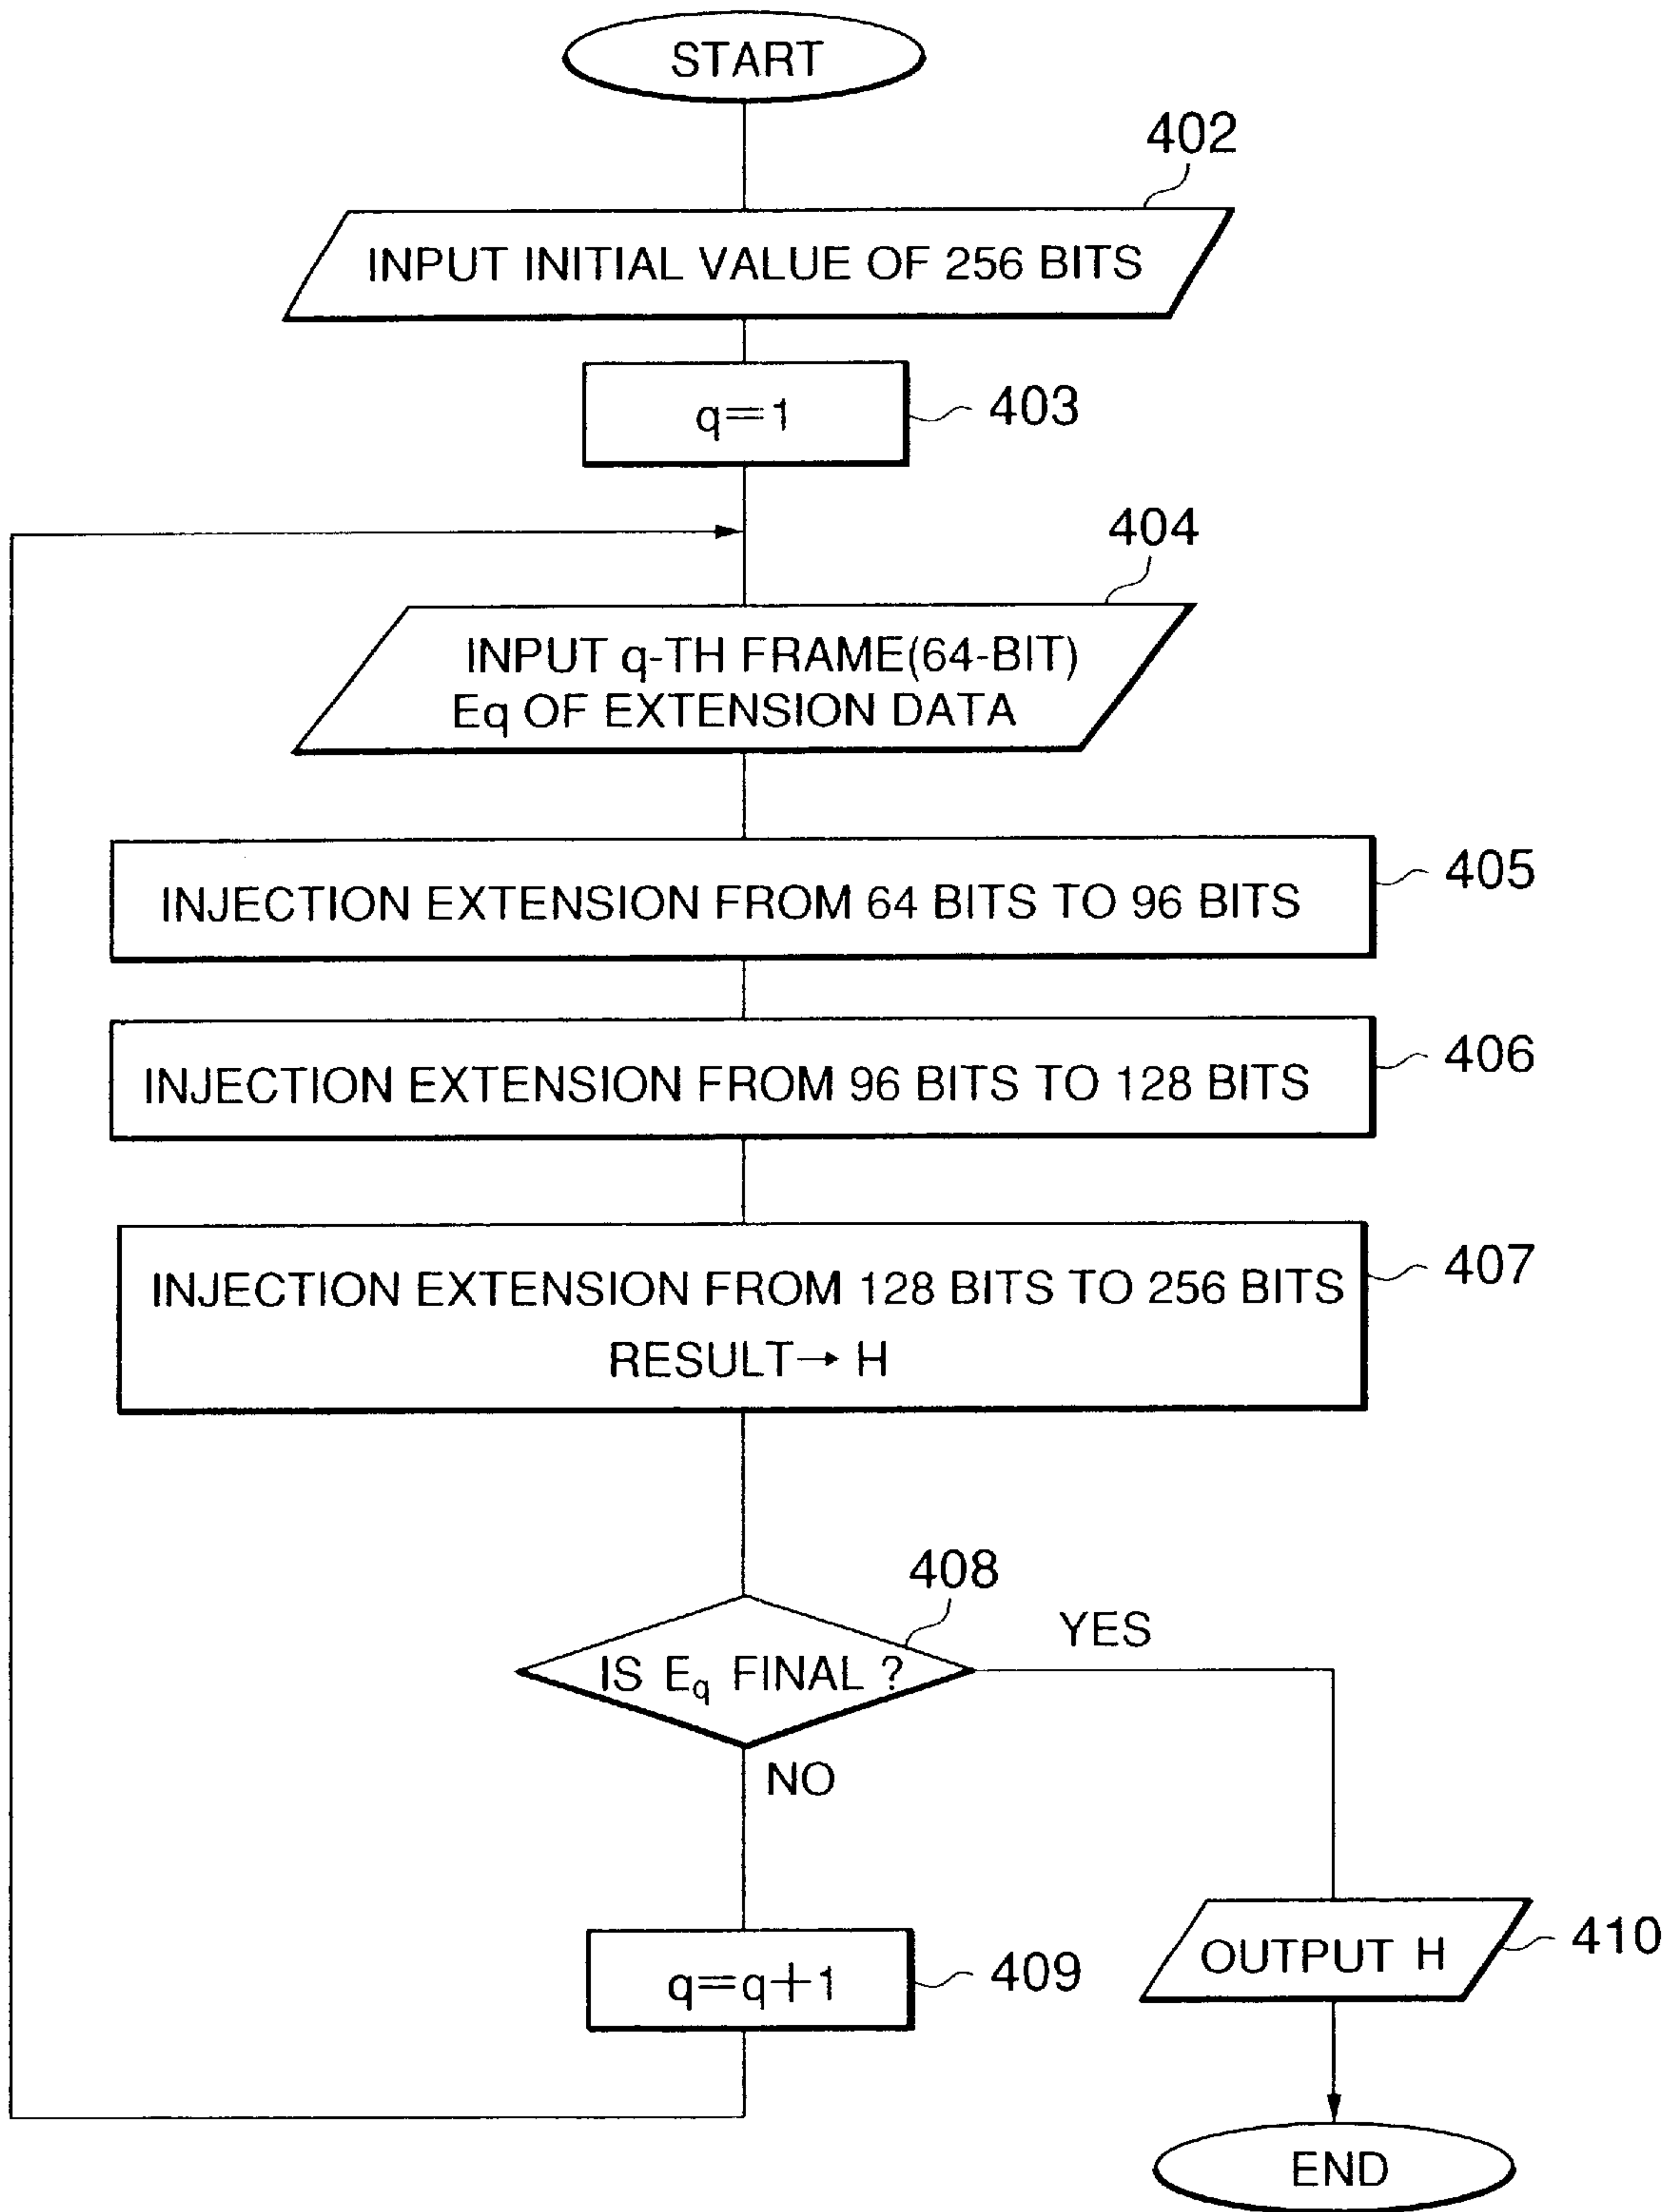 START
402
INPUT INITIAL VALUE OF 256 BITS
q=1
403
404
INPUT q-TH FRAME(64-BIT)
Eq OF EXTENSION DATA
405
INJECTION EXTENSION FROM 64 BITS TO 96 BITS
406
INJECTION EXTENSION FROM 96 BITS TO 128 BITS
407
INJECTION EXTENSION FROM 128 BITS TO 256 BITS
RESULT→ H
408
YES
IS Eq FINAL ?
NO
q=q+1
409
OUTPUT H
410
END